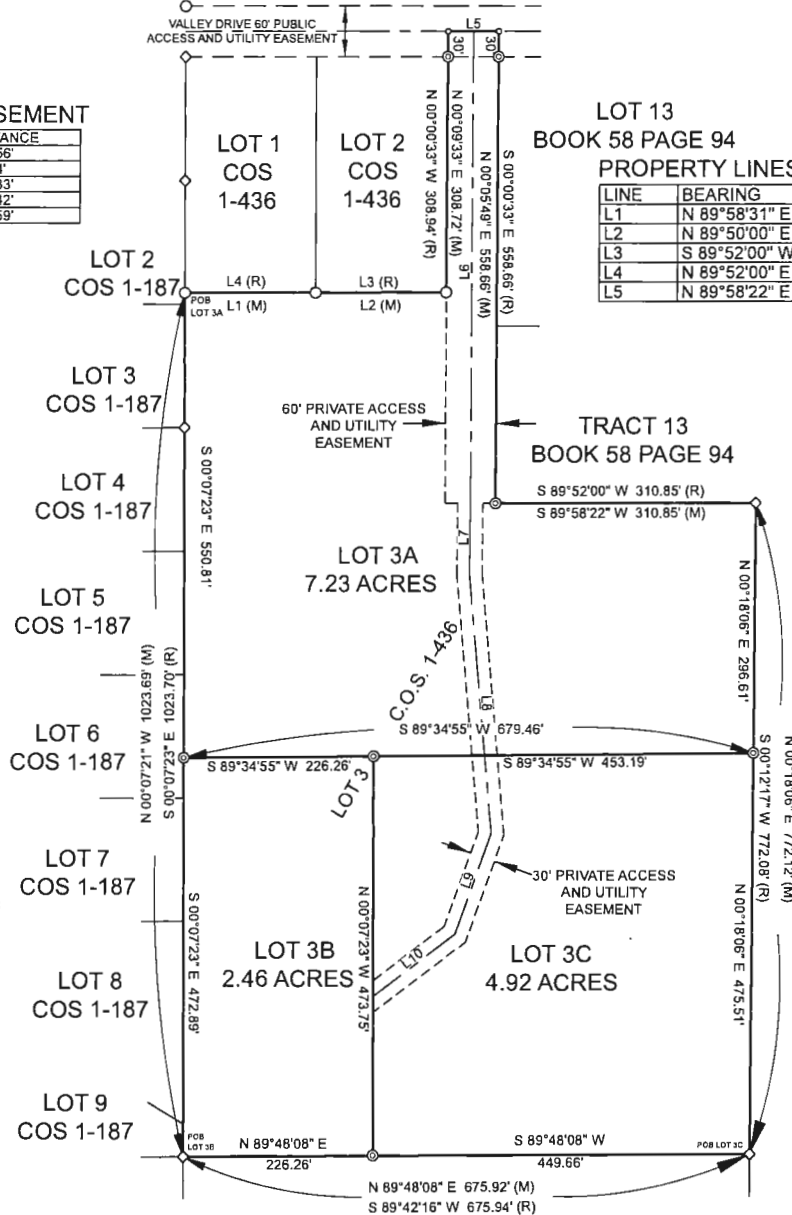 VALLEY DRIVE 60' PUBLIC
ACCESS AND UTILITY EASEMENT
L5
30'
30'
SEMENT
ANCE
56'
4'
33'
42'
59'
LOT 1
COS
1-436
LOT 2
COS
1-436
N 00°00'33" W 308.94' (R)
N 00°09'33" E 308.72' (M)
L6
N 00°05'49" E 558.66' (M)
S 00°00'33" E 558.66' (R)
LOT 13
BOOK 58 PAGE 94
PROPERTY LINES
LINE BEARING
L1 N 89°58'31" E
L2 N 89°50'00" E
L3 S 89°52'00" W
L4 N 89°52'00" E
L5 N 89°58'22" E
LOT 2
COS 1-187
POB
LOT 3A
L4 (R)
L1 (M)
L3 (R)
L2 (M)
LOT 3
COS 1-187
60' PRIVATE ACCESS
AND UTILITY
EASEMENT
TRACT 13
BOOK 58 PAGE 94
LOT 4
COS 1-187
S 00°07'23" E 550.81'
S 89°52'00" W 310.85' (R)
S 89°58'22" W 310.85' (M)
L7
LOT 3A
7.23 ACRES
LOT 5
COS 1-187
N 00°18'06" E 296.61'
C.O.S. 1-436
LOT 3
L8
N 00°07'21" W 1023.69' (M)
S 00°07'23" E 1023.70' (R)
LOT 6
COS 1-187
S 89°34'55" W 679.46'
S 89°34'55" W 226.26'
S 89°34'55" W 453.19'
S 00°12'17" W 772.08' (R)
N 00°18'06" E 772.12' (M)
LOT 7
COS 1-187
L9
30' PRIVATE ACCESS
AND UTILITY
EASEMENT
S 00°07'23" E 472.89'
LOT 3B
2.46 ACRES
N 00°07'23" W 473.75'
L10
LOT 3C
4.92 ACRES
N 00°18'06" E 475.51'
LOT 8
COS 1-187
LOT 9
COS 1-187
POB
LOT 3B
N 89°48'08" E
226.26'
S 89°48'08" W
449.66'
POB LOT 3C
N 89°48'08" E 675.92' (M)
S 89°42'16" W 675.94' (R)